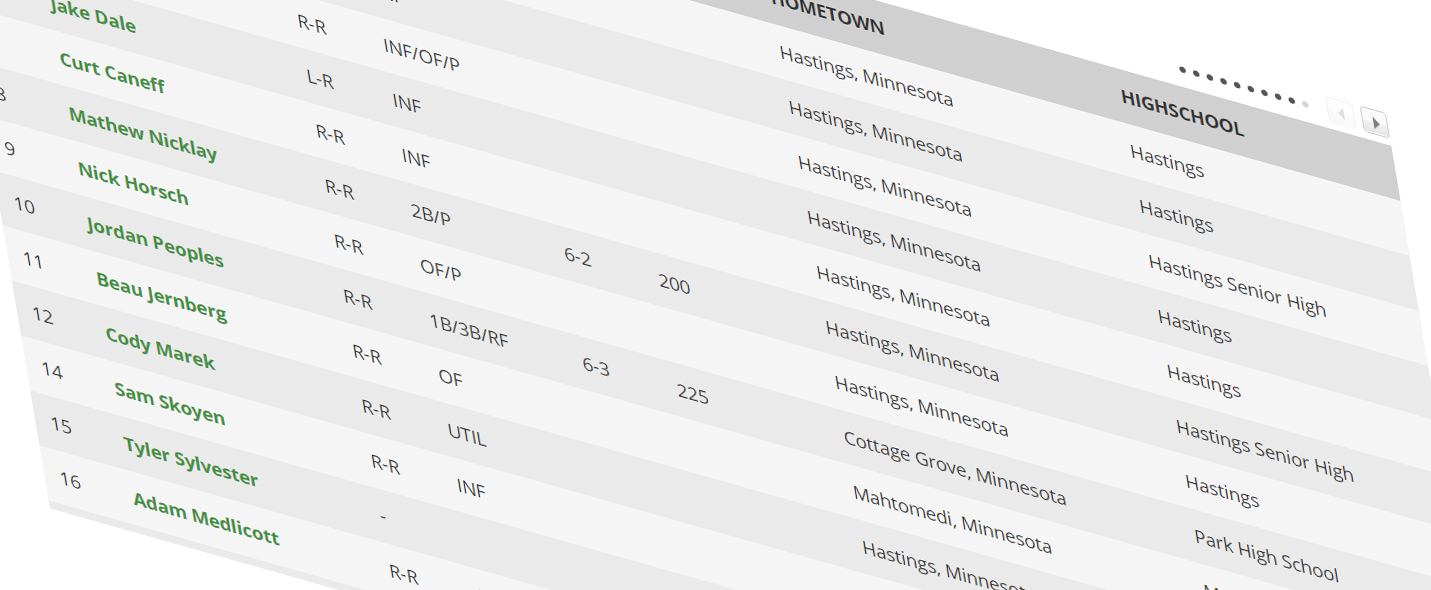 HOMETOWN HIGHSCHOOL
Hastings, Minnesota Hastings
Hastings, Minnesota Hastings
R-R INF/OF/P Hastings, Minnesota Hastings Senior High
Jake Dale L-R INF Hastings, Minnesota Hastings
Curt Caneff R-R INF Hastings, Minnesota Hastings
8 Mathew Nicklay R-R 2B/P 6-2 200 Hastings, Minnesota Hastings Senior High
9 Nick Horsch R-R OF/P Hastings, Minnesota Hastings
10 Jordan Peoples R-R 1B/3B/RF 6-3 225 Cottage Grove, Minnesota Park High School
11 Beau Jernberg R-R OF Mahtomedi, Minnesota
12 Cody Marek R-R UTIL Hastings, Minnesota
14 Sam Skoyen R-R INF
15 Tyler Sylvester -
16 Adam Medlicott R-R